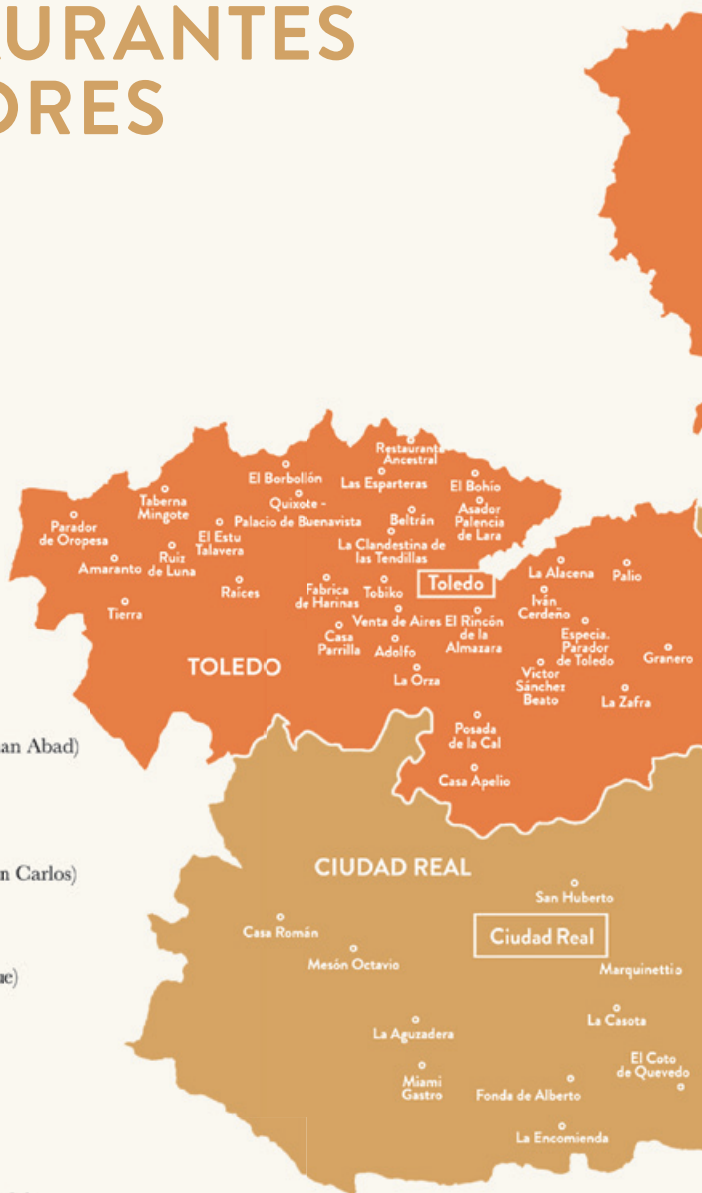 URANTES
ORES
Restaurante
Ancestral
El Borbollón
Las Esparteras
El Bohío
Taberna
Mingote
Quixote -
Palacio de Buenavista
Beltrán
Asador
Palencia
de Lara
Parador
de Oropesa
El Estu
Talavera
La Clandestina de
las Tendillas
Amaranto
Ruiz
de Luna
Raíces
Fabrica
de Harinas
Tobiko
Toledo
La Alacena
Palio
Tierra
Iván
Cerdeño
Venta de Aires
El Rincón
de la
Almazara
Casa
Parrilla
Adolfo
Especia.
Parador
de Toledo
Granero
TOLEDO
La Orza
Víctor
Sánchez
Beato
La Zafra
Posada
de la Cal
an Abad)
Casa Apelio
CIUDAD REAL
n Carlos)
San Huberto
Casa Román
Ciudad Real
Mesón Octavio
Marquinetti
ue)
La Casota
La Aguzadera
El Coto
de Quevedo
Miami
Gastro
Fonda de Alberto
La Encomienda